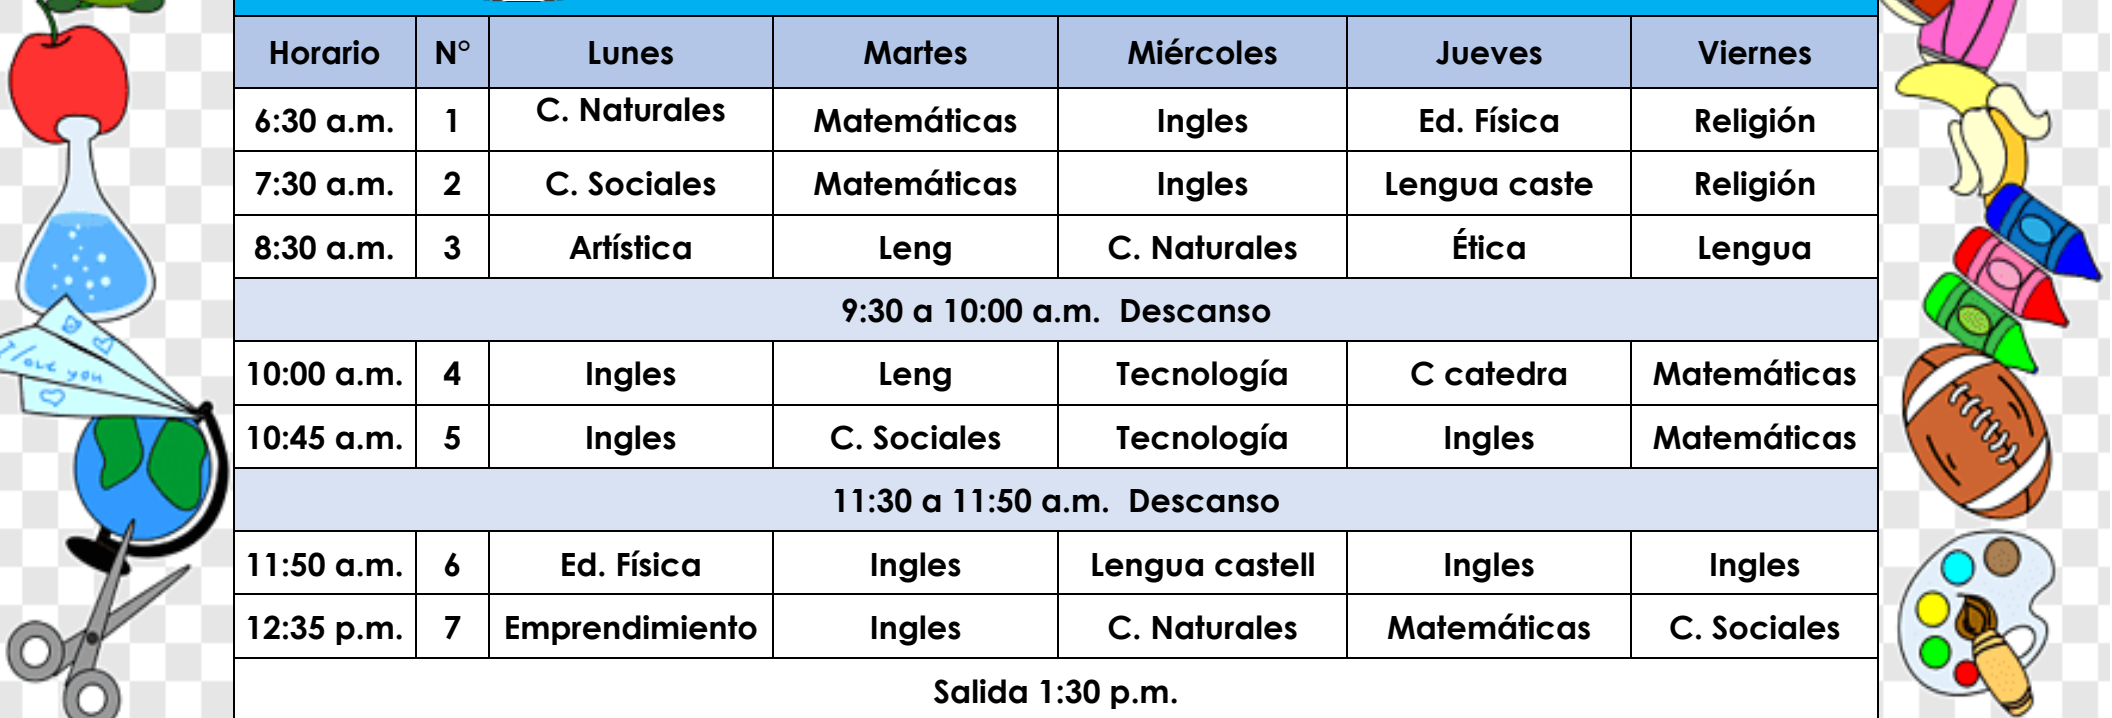 Horario N° Lunes Martes Miércoles Jueves Viernes
6:30 a.m. 1 C. Naturales Matemáticas Ingles Ed. Física Religión
7:30 a.m. 2 C. Sociales Matemáticas Ingles Lengua caste Religión
8:30 a.m. 3 Artística Leng C. Naturales Ética Lengua
9:30 a 10:00 a.m. Descanso
10:00 a.m. 4 Ingles Leng Tecnología C catedra Matemáticas
10:45 a.m. 5 Ingles C. Sociales Tecnología Ingles Matemáticas
11:30 a 11:50 a.m. Descanso
11:50 a.m. 6 Ed. Física Ingles Lengua castell Ingles Ingles
12:35 p.m. 7 Emprendimiento Ingles C. Naturales Matemáticas C. Sociales
Salida 1:30 p.m.
I love you